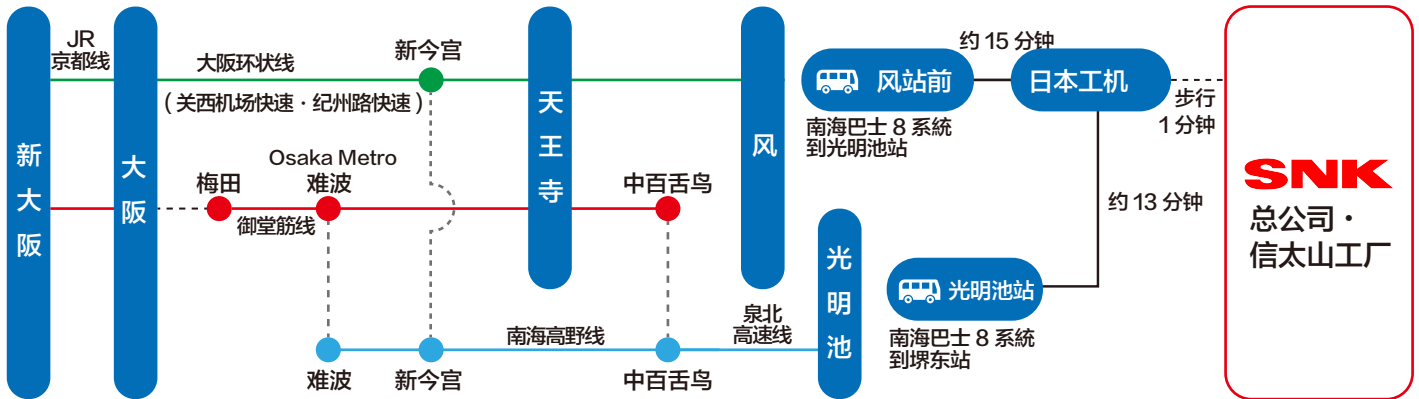 新大阪
JR
京都线
大阪
大阪环状线
(关西机场快速・纪州路快速)
新今宫
天王寺
风
风站前
南海巴士 8 系統
到光明池站
约 15 分钟
日本工机
步行
1 分钟
SNK
总公司・
信太山工厂
梅田
Osaka Metro
难波
御堂筋线
中百舌鸟
约 13 分钟
光明池
光明池站
南海巴士 8 系統
到堺东站
难波
新今宫
南海高野线
中百舌鸟
泉北
高速线